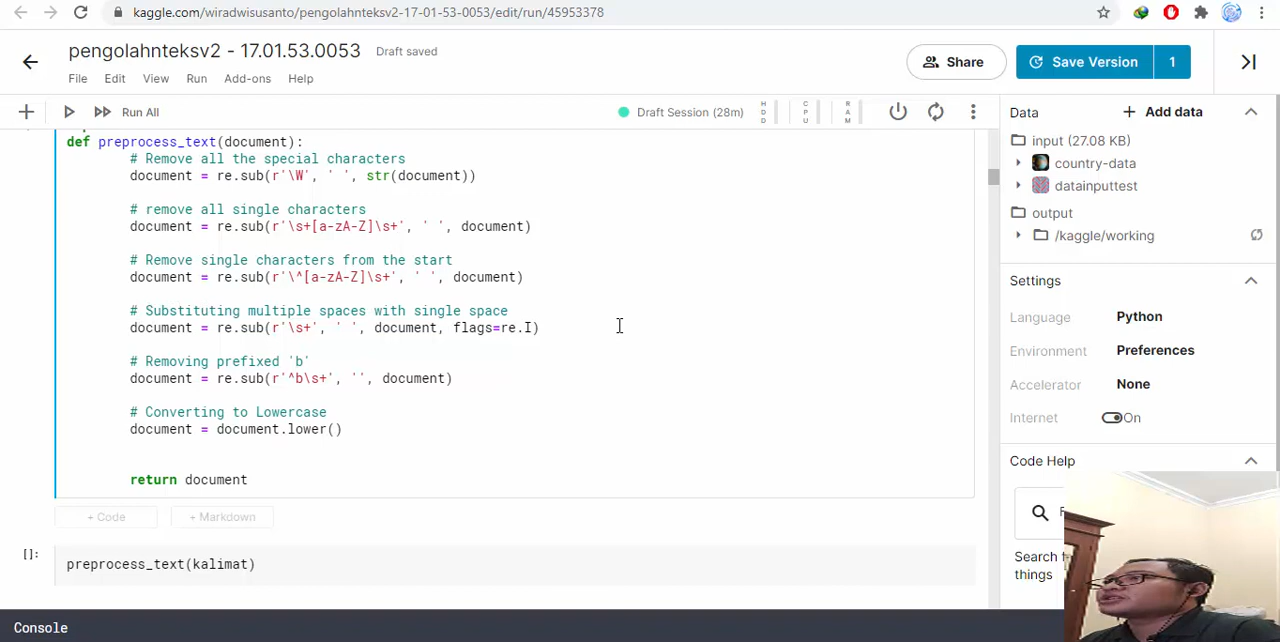 kaggle.com/wiradwisusanto/pengolahnteksv2-17-01-53-0053/edit/run/45953378
pengolahnteksv2 - 17.01.53.0053 Draft saved
File Edit View Run Add-ons Help
Share
Save Version 1
Run All
Draft Session (28m) HDD CPU RAM
def preprocess_text(document):
# Remove all the special characters
document = re.sub(r'\W', ' ', str(document))
# remove all single characters
document = re.sub(r'\s+[a-zA-Z]\s+', ' ', document)
# Remove single characters from the start
document = re.sub(r'\^[a-zA-Z]\s+', ' ', document)
# Substituting multiple spaces with single space
document = re.sub(r'\s+', ' ', document, flags=re.I)
# Removing prefixed 'b'
document = re.sub(r'^b\s+', '', document)
# Converting to Lowercase
document = document.lower()
return document
+ Code + Markdown
[]: preprocess_text(kalimat)
Console
Data + Add data
input (27.08 KB)
country-data
datainputtest
output
/kaggle/working
Settings
Language Python
Environment Preferences
Accelerator None
Internet On
Code Help
Search
things